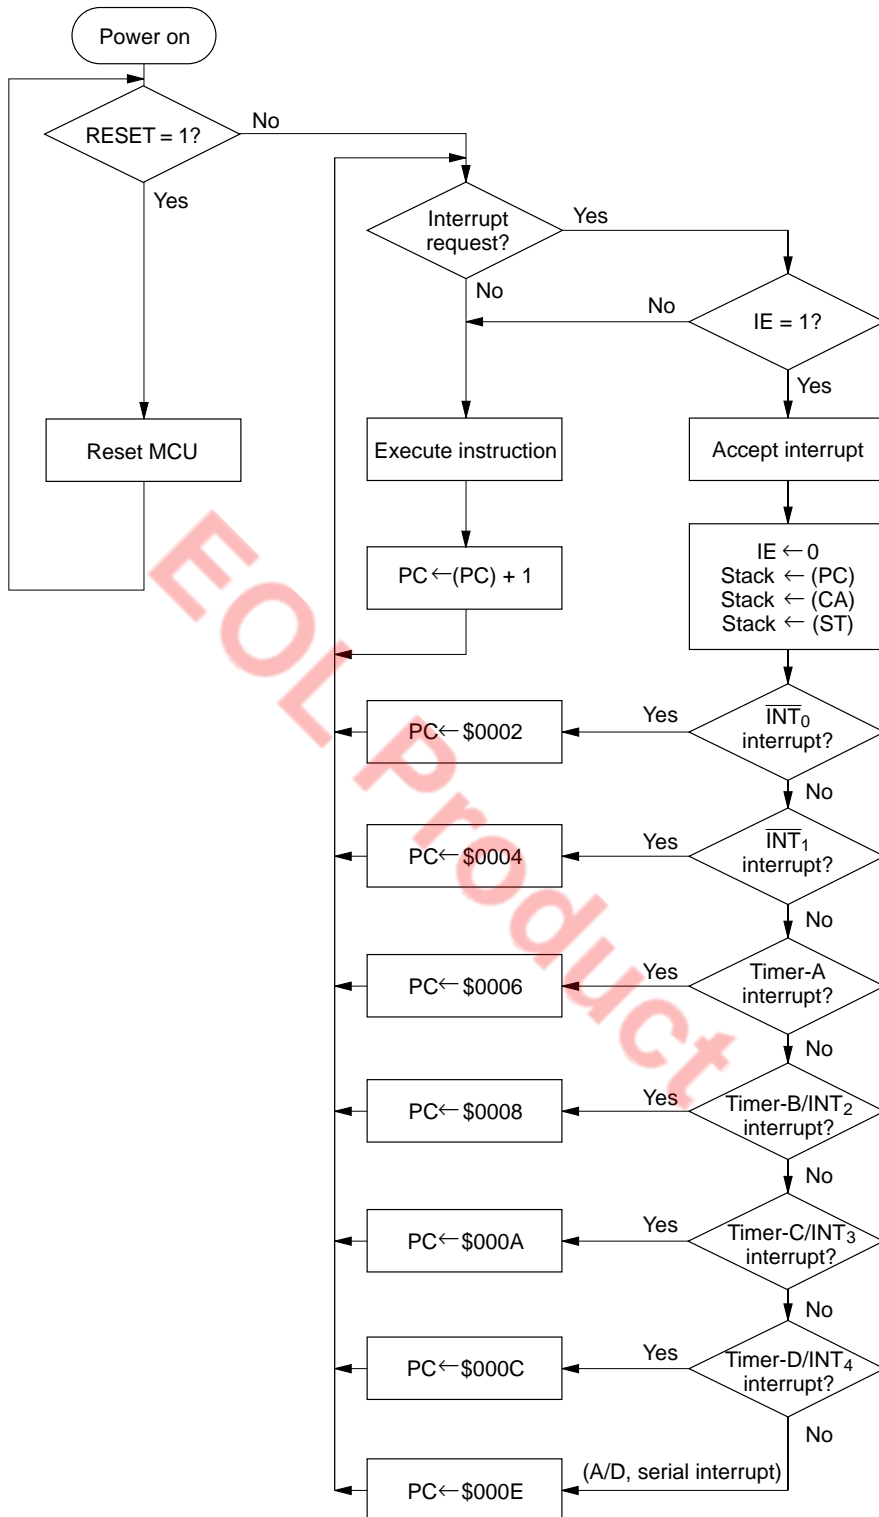 Power on
RESET = 1?
No
Yes
Interrupt
request?
Yes
No
No
IE = 1?
Yes
Reset MCU
Execute instruction
Accept interrupt
PC ← (PC) + 1
IE ← 0
Stack ← (PC)
Stack ← (CA)
Stack ← (ST)
PC ← $0002
Yes
I̅N̅T̅₀
interrupt?
No
PC ← $0004
Yes
I̅N̅T̅₁
interrupt?
No
PC ← $0006
Yes
Timer-A
interrupt?
No
PC ← $0008
Yes
Timer-B/INT₂
interrupt?
No
PC ← $000A
Yes
Timer-C/INT₃
interrupt?
No
PC ← $000C
Yes
Timer-D/INT₄
interrupt?
No
PC ← $000E
(A/D, serial interrupt)
EOL Product